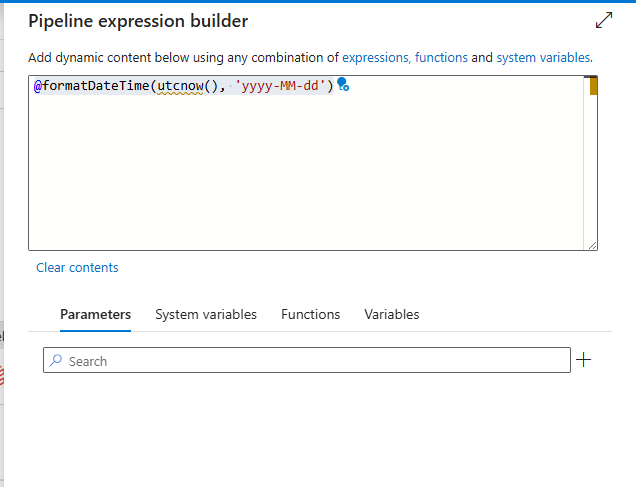 Pipeline expression builder
Add dynamic content below using any combination of expressions, functions and system variables.
@formatDateTime(utcnow(), 'yyyy-MM-dd')
Clear contents
Parameters System variables Functions Variables
Search